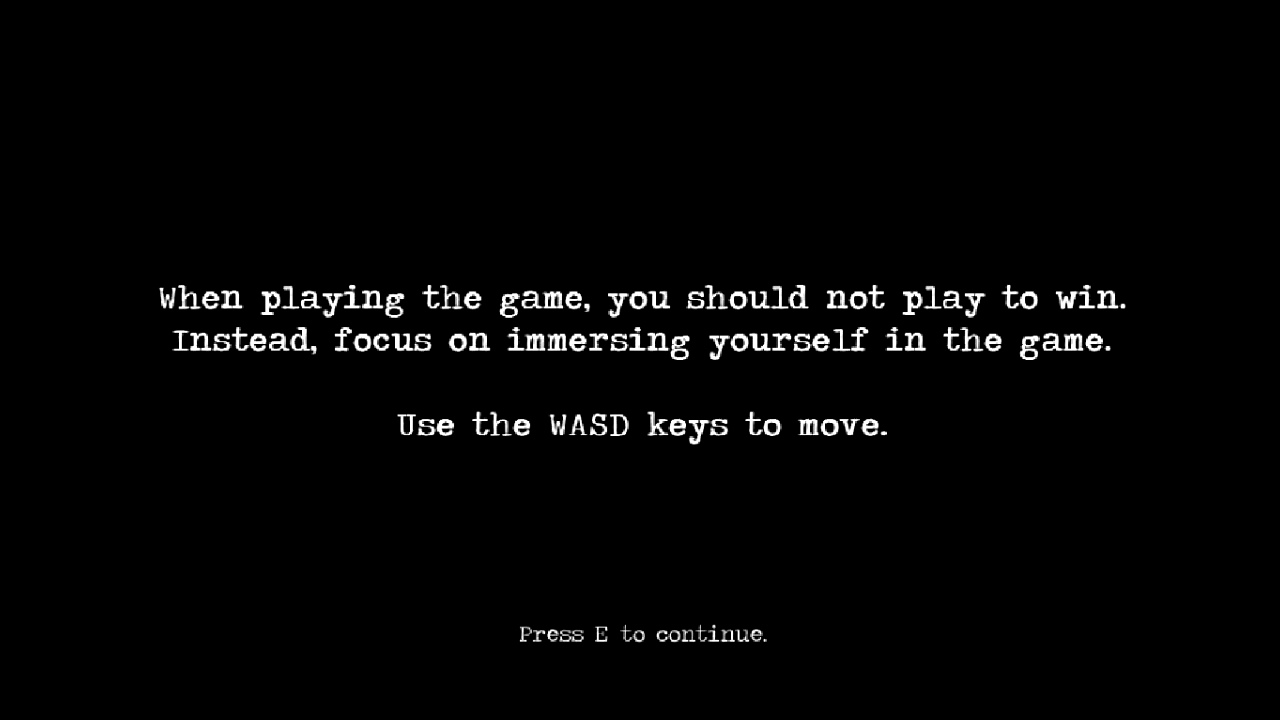 When playing the game, you should not play to win.
Instead, focus on immersing yourself in the game.
Use the WASD keys to move.
Press E to continue.